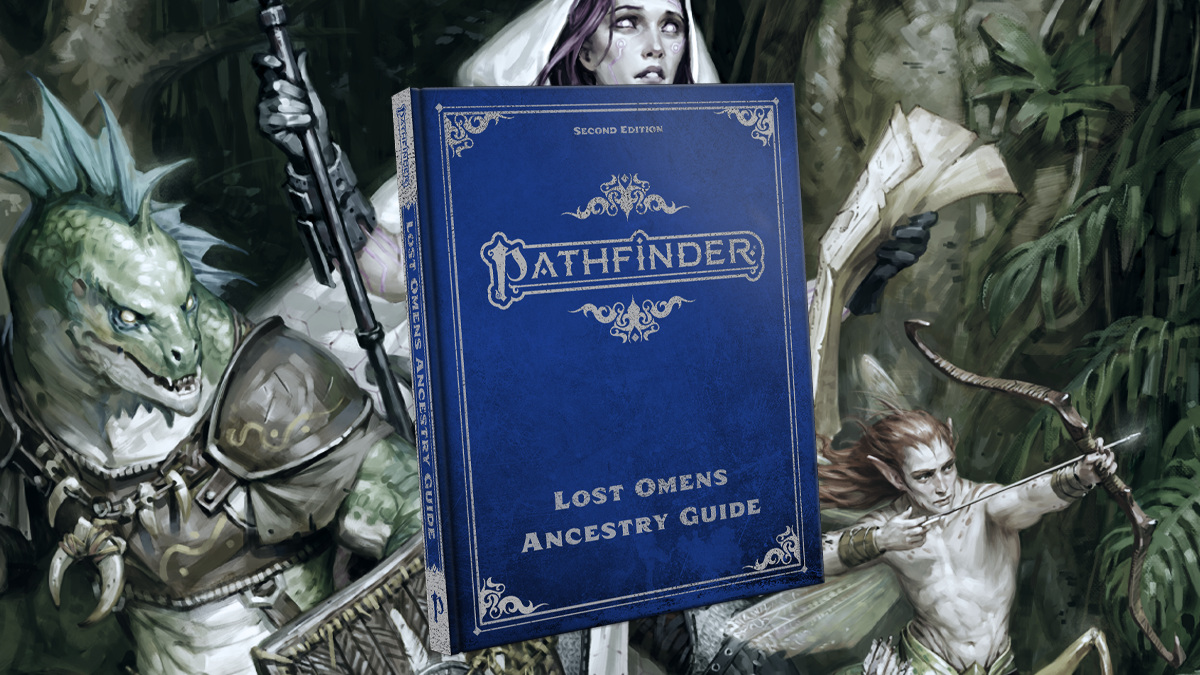 Second Edition
Pathfinder
Lost Omens
Ancestry Guide
Pathfinder Lost Omens Ancestry Guide P